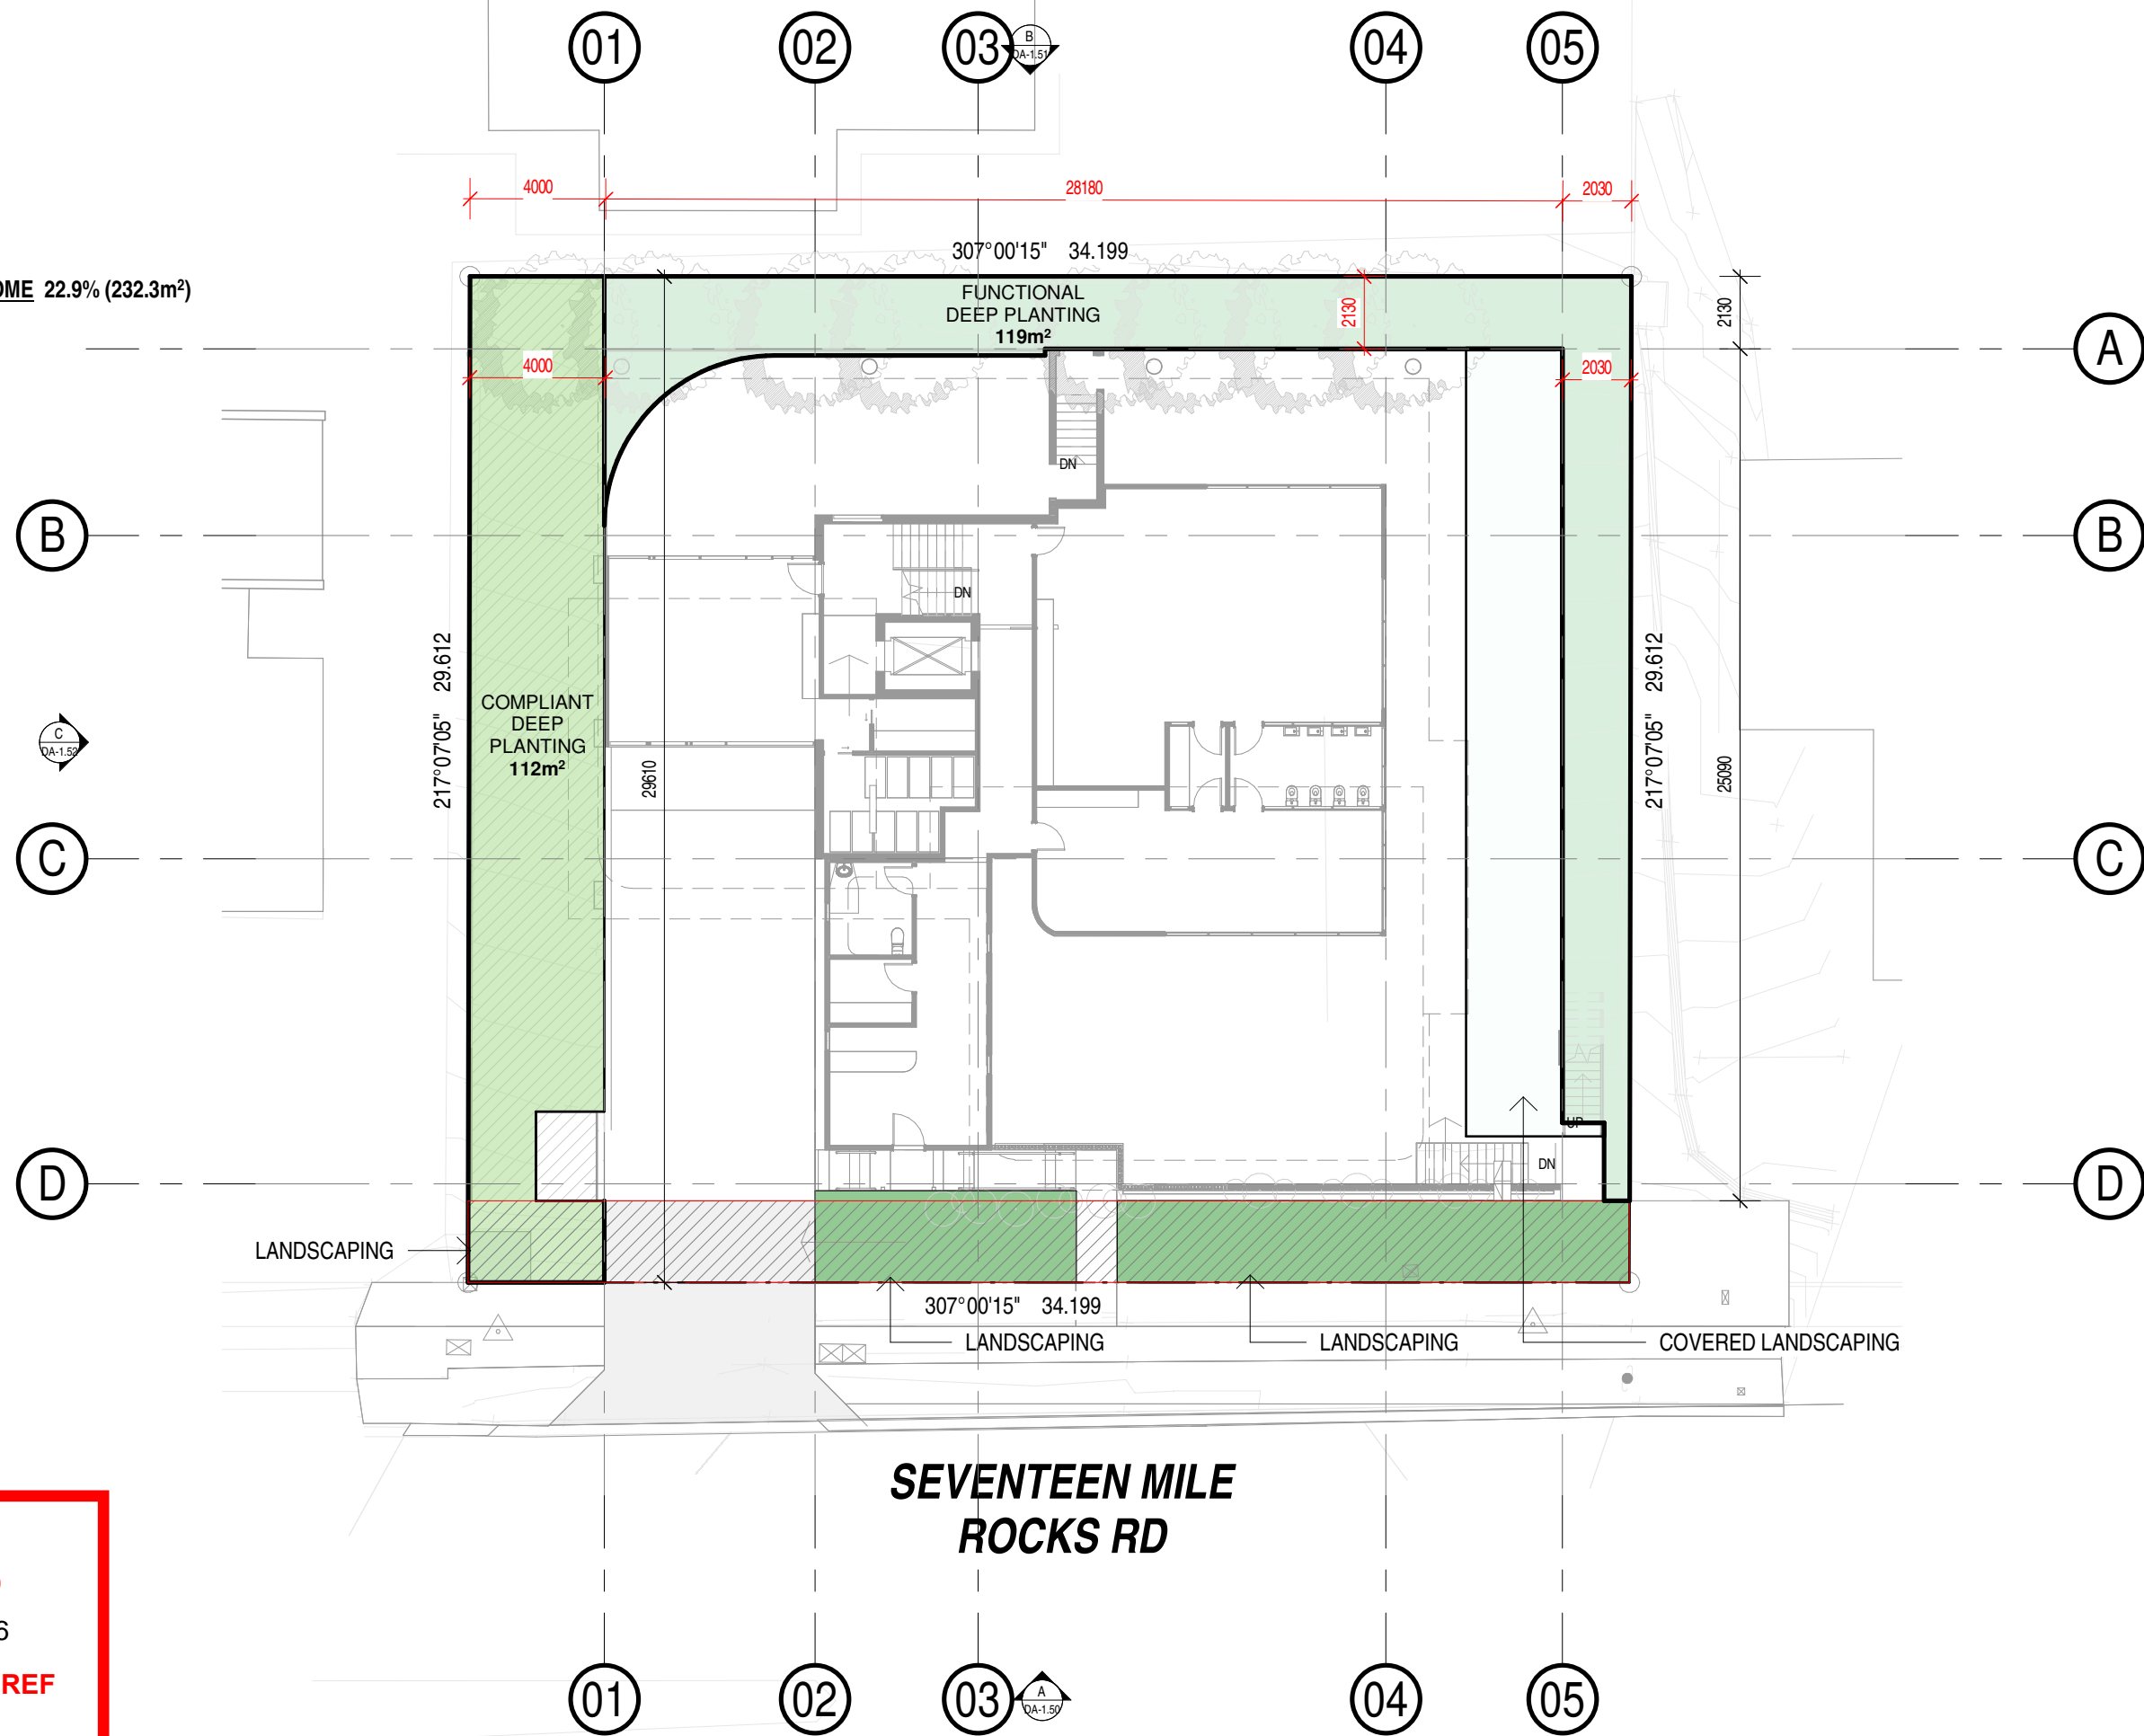 01
02
03
04
05
B
DA-1.51
4000
28180
2030
307°00'15" 34.199
OME 22.9% (232.3m²)
FUNCTIONAL
DEEP PLANTING
119m²
2130
2130
A
4000
2030
DN
B
B
DN
217°07'05" 29.612
217°07'05" 29.612
COMPLIANT
DEEP
PLANTING
112m²
C
DA-1.52
29610
25090
C
C
UP
DN
D
D
LANDSCAPING
307°00'15" 34.199
LANDSCAPING
LANDSCAPING
COVERED LANDSCAPING
SEVENTEEN MILE
ROCKS RD
6
REF
01
02
03
A
DA-1.50
04
05